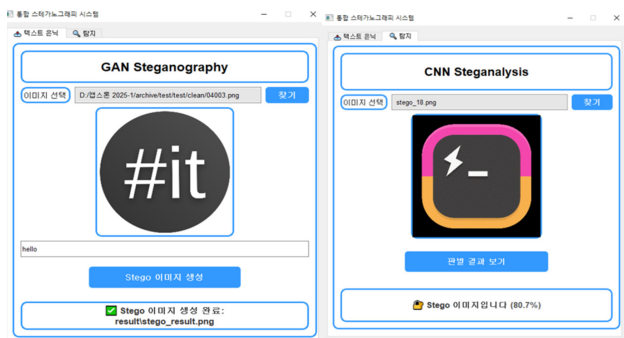 통합 스테가노그래피 시스템
텍스트 은닉
탐지
GAN Steganography
이미지 선택
D:/캡스톤 2025-1/archive/test/test/clean/04003.png
찾기
#it
hello
Stego 이미지 생성
Stego 이미지 생성 완료:
result\stego_result.png
통합 스테가노그래피 시스템
텍스트 은닉
탐지
CNN Steganalysis
이미지 선택
stego_18.png
찾기
판별 결과 보기
Stego 이미지입니다 (80.7%)